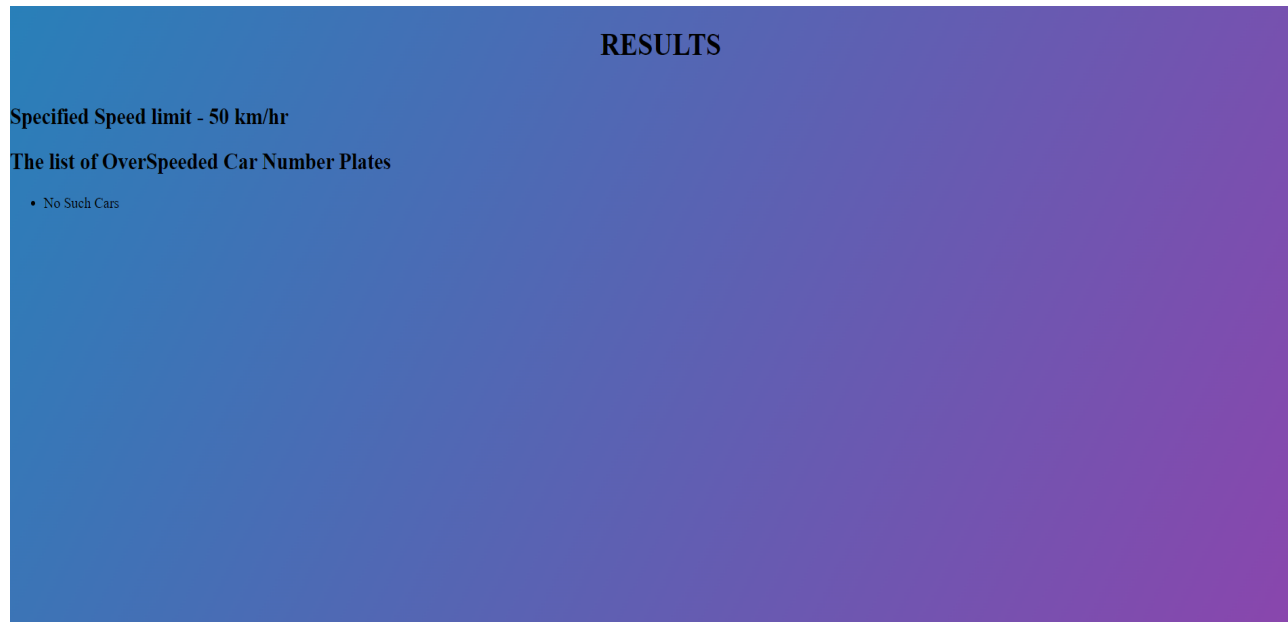 RESULTS
Specified Speed limit - 50 km/hr
The list of OverSpeeded Car Number Plates
• No Such Cars